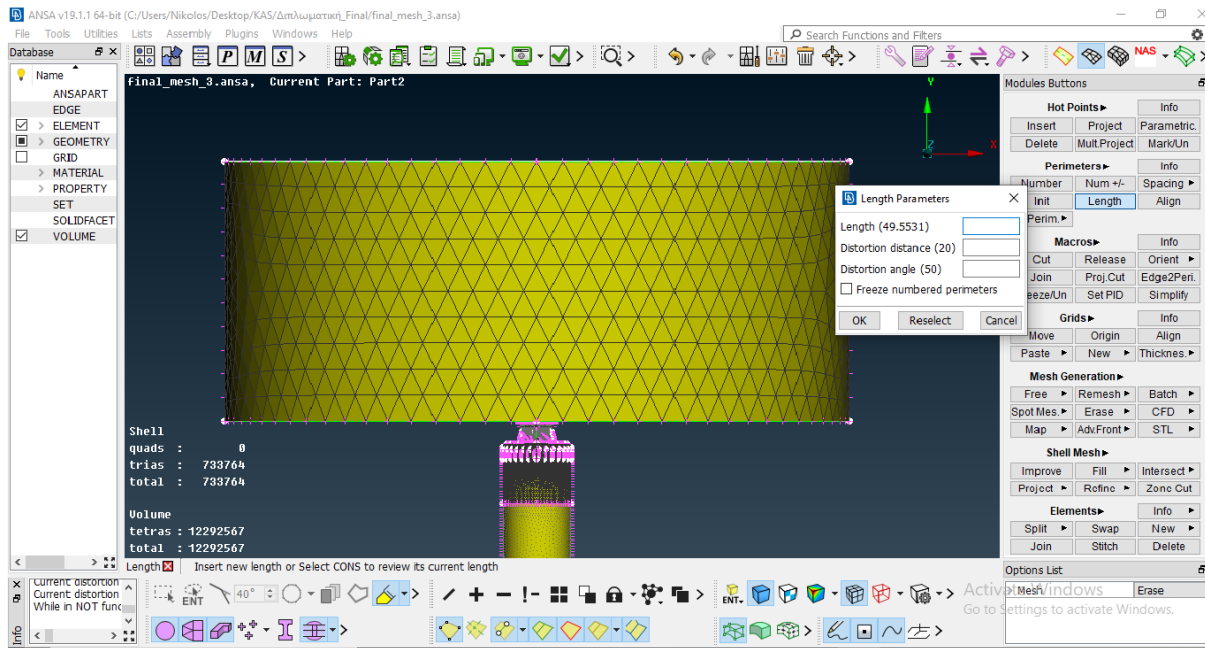 ANSA v19.1.1 64-bit (C:/Users/Nikolos/Desktop/KAS/Διπλωματική_Final/final_mesh_3.ansa)
File Tools Utilities Lists Assembly Plugins Windows Help
Search Functions and Filters
Database
P M S
NAS
Name
ANSAPART
EDGE
ELEMENT
GEOMETRY
GRID
MATERIAL
PROPERTY
SET
SOLIDFACET
VOLUME
final_mesh_3.ansa, Current Part: Part2
Y
Z X
Shell
quads : 0
trias : 733764
total : 733764
Volume
tetras : 12292567
total : 12292567
Length Parameters
Length (49.5531)
Distortion distance (20)
Distortion angle (50)
Freeze numbered perimeters
OK Reselect Cancel
Modules Buttons
Hot Points Info
Insert Project Parametric.
Delete Mult.Project Mark/Un
Perimeters Info
Number Num +/- Spacing
Init Length Align
Perim.
Macros Info
Cut Release Orient
Join Proj.Cut Edge2Peri.
eeze/Un Set PID Simplify
Grids Info
Move Origin Align
Paste New Thicknes.
Mesh Generation
Free Remesh Batch
Spot Mes. Erase CFD
Map Adv.Front STL
Shell Mesh
Improve Fill Intersect
Project Refine Zone Cut
Elements Info
Split Swap New
Join Stitch Delete
Options List
Mesh Erase
Length Insert new length or Select CONS to review its current length
Current distortion
Current distortion
While in NOT func
Info
ENT
40°
ENT.
Activate Windows
Go to Settings to activate Windows.